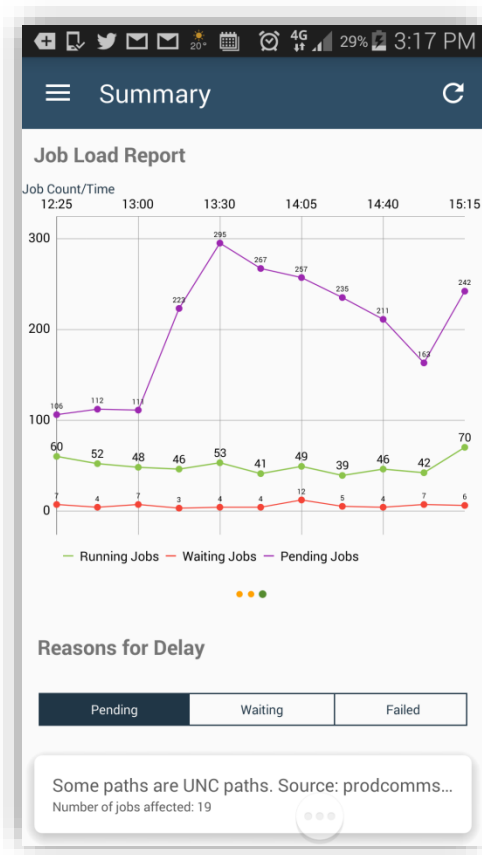 20° 4G 29% 3:17 PM
Summary
Job Load Report
Job Count/Time
12:25 13:00 13:30 14:05 14:40 15:15
300
295
267
257
242
235
223
211
200
163
106 112 111
100
60 52 48 46 53 41 49 39 46 42 70
7 4 7 3 4 4 12 5 4 7 6
0
Running Jobs Waiting Jobs Pending Jobs
Reasons for Delay
Pending Waiting Failed
Some paths are UNC paths. Source: prodcomms...
Number of jobs affected: 19